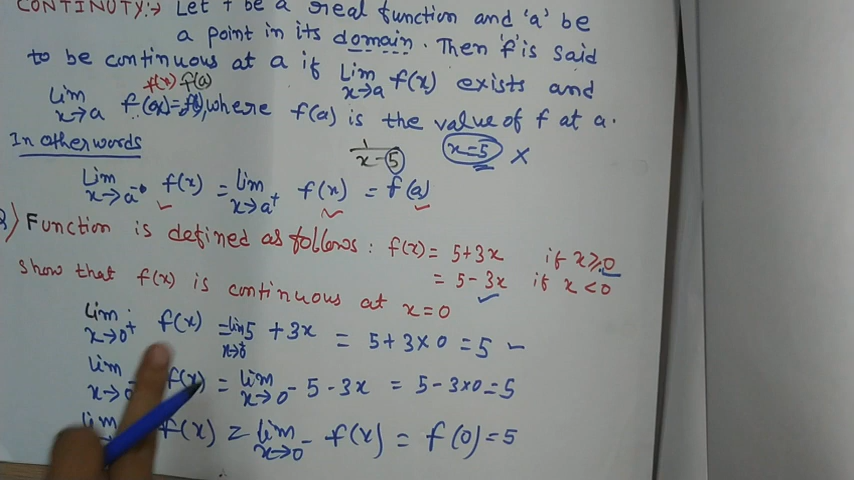 CONTINUITY:→ Let f be a real function and 'a' be
a point in its domain. Then 'f' is said
to be continuous at a if Lim x→a f(x) exists and
f(x) f(a)
Lim x→a f(x)=f(a), where f(a) is the value of f at a.
In other words
1/x-5 x=5 ×
Lim x→a⁻ f(x) = Lim x→a⁺ f(x) = f(a)
Q) Function is defined as follows: f(x) = 5+3x if x≥0
= 5-3x if x<0
show that f(x) is continuous at x=0
Lim x→0⁺ f(x) = lim 5 + 3x = 5+3×0 = 5
Lim x→0⁻ f(x) = Lim x→0⁻ 5-3x = 5-3×0=5
Lim f(x) = Lim x→0⁻ f(x) = f(0)=5